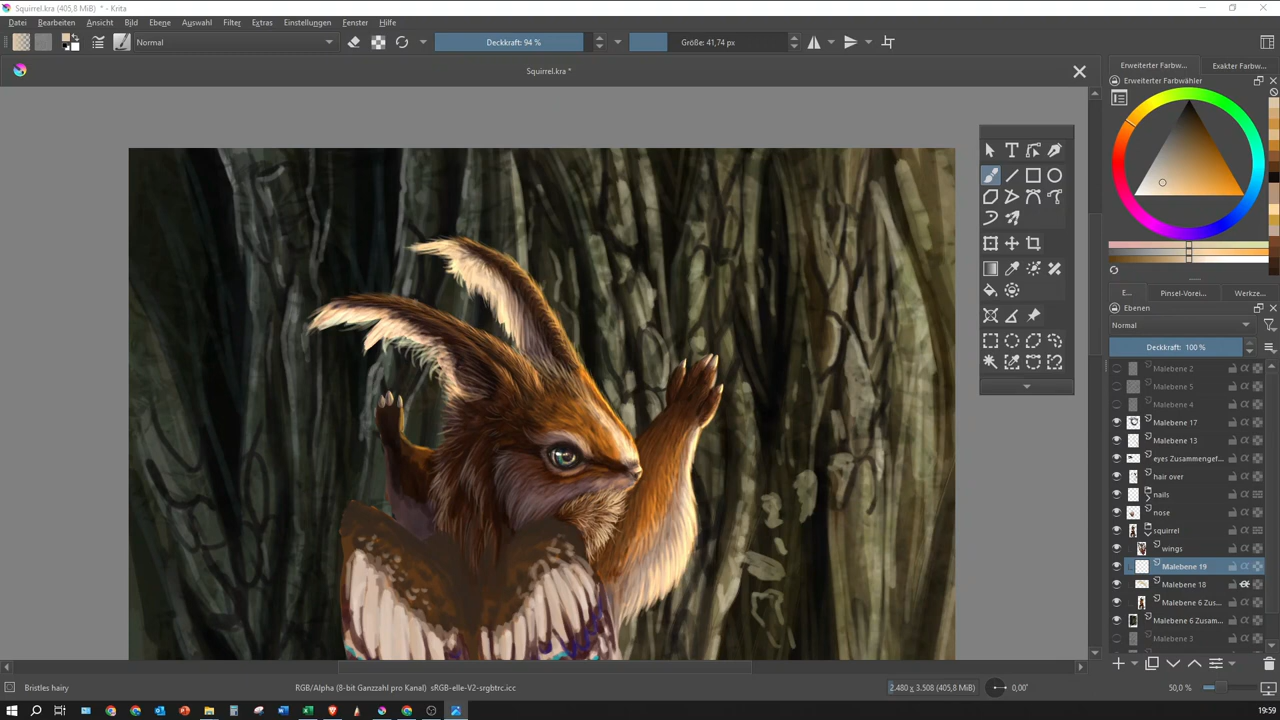 Squirrel.kra (405,8 MiB) * - Krita
Datei Bearbeiten Ansicht Bild Ebene Auswahl Filter Extras Einstellungen Fenster Hilfe
Normal
Deckkraft: 94 %
Größe: 41,74 px
Squirrel.kra *
Erweiterter Farbw...
Exakter Farbw...
Erweiterter Farbwähler
E...
Pinsel-Vorei...
Werkze...
Ebenen
Normal
Deckkraft: 100 %
Malebene 2
Malebene 5
Malebene 4
Malebene 17
Malebene 13
eyes Zusammengef...
hair over
nails
nose
squirrel
wings
Malebene 19
Malebene 18
Malebene 6 Zus...
Malebene 6 Zusam...
Malebene 3
Bristles hairy
RGB/Alpha (8-bit Ganzzahl pro Kanal) sRGB-elle-V2-srgbtrc.icc
2.480 x 3.508 (405,8 MiB)
0,00°
50,0 %
19:59